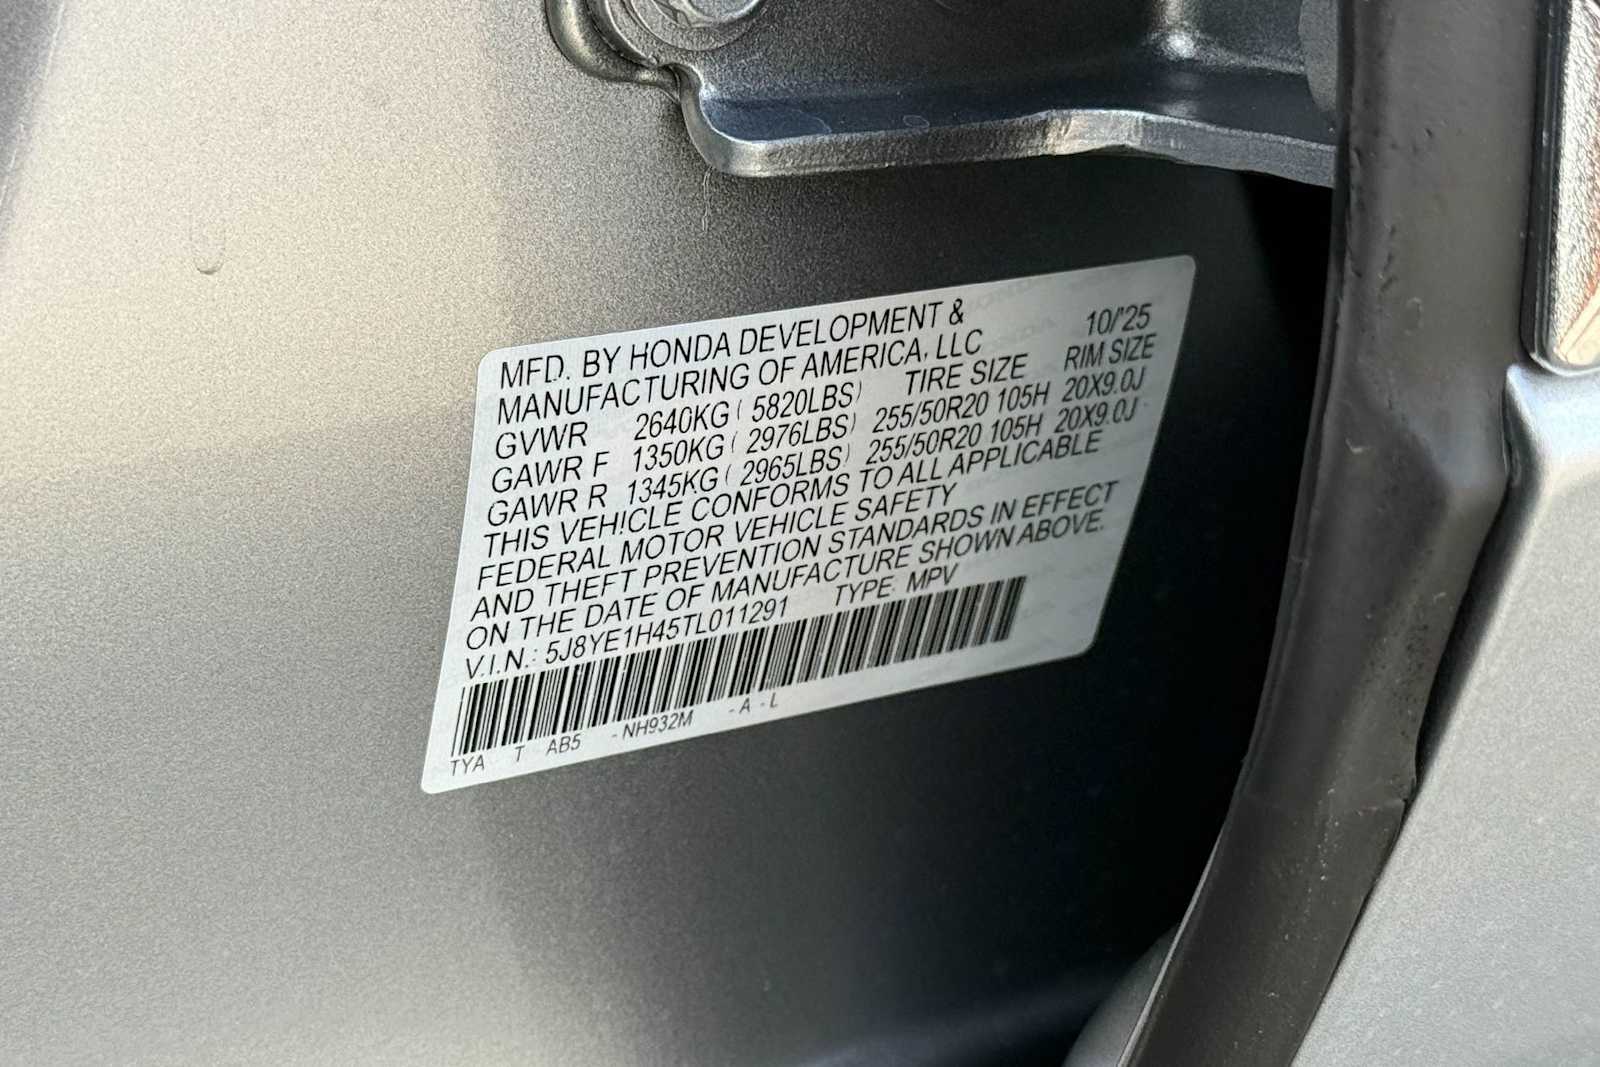 MFD. BY HONDA DEVELOPMENT &
MANUFACTURING OF AMERICA, LLC 10/'25
GVWR 2640KG ( 5820LBS) TIRE SIZE RIM SIZE
GAWR F 1350KG ( 2976LBS) 255/50R20 105H 20X9.0J
GAWR R 1345KG ( 2965LBS) 255/50R20 105H 20X9.0J
THIS VEHICLE CONFORMS TO ALL APPLICABLE
FEDERAL MOTOR VEHICLE SAFETY
AND THEFT PREVENTION STANDARDS IN EFFECT
ON THE DATE OF MANUFACTURE SHOWN ABOVE.
V.I.N.: 5J8YE1H45TL011291 TYPE: MPV
TYA T AB5 -NH932M -A -L